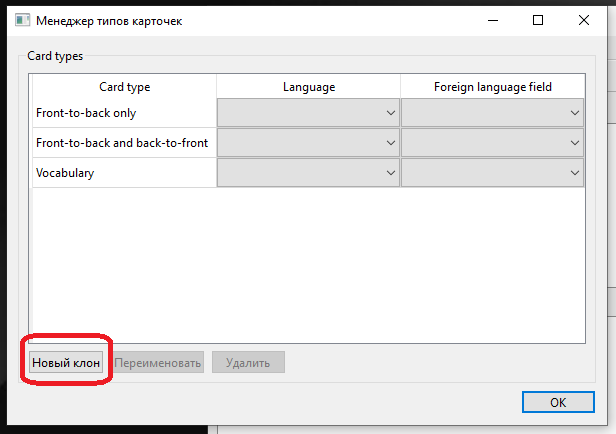 Менеджер типов карточек
Card types
Card type Language Foreign language field
Front-to-back only
Front-to-back and back-to-front
Vocabulary
Новый клон Переименовать Удалить
OK